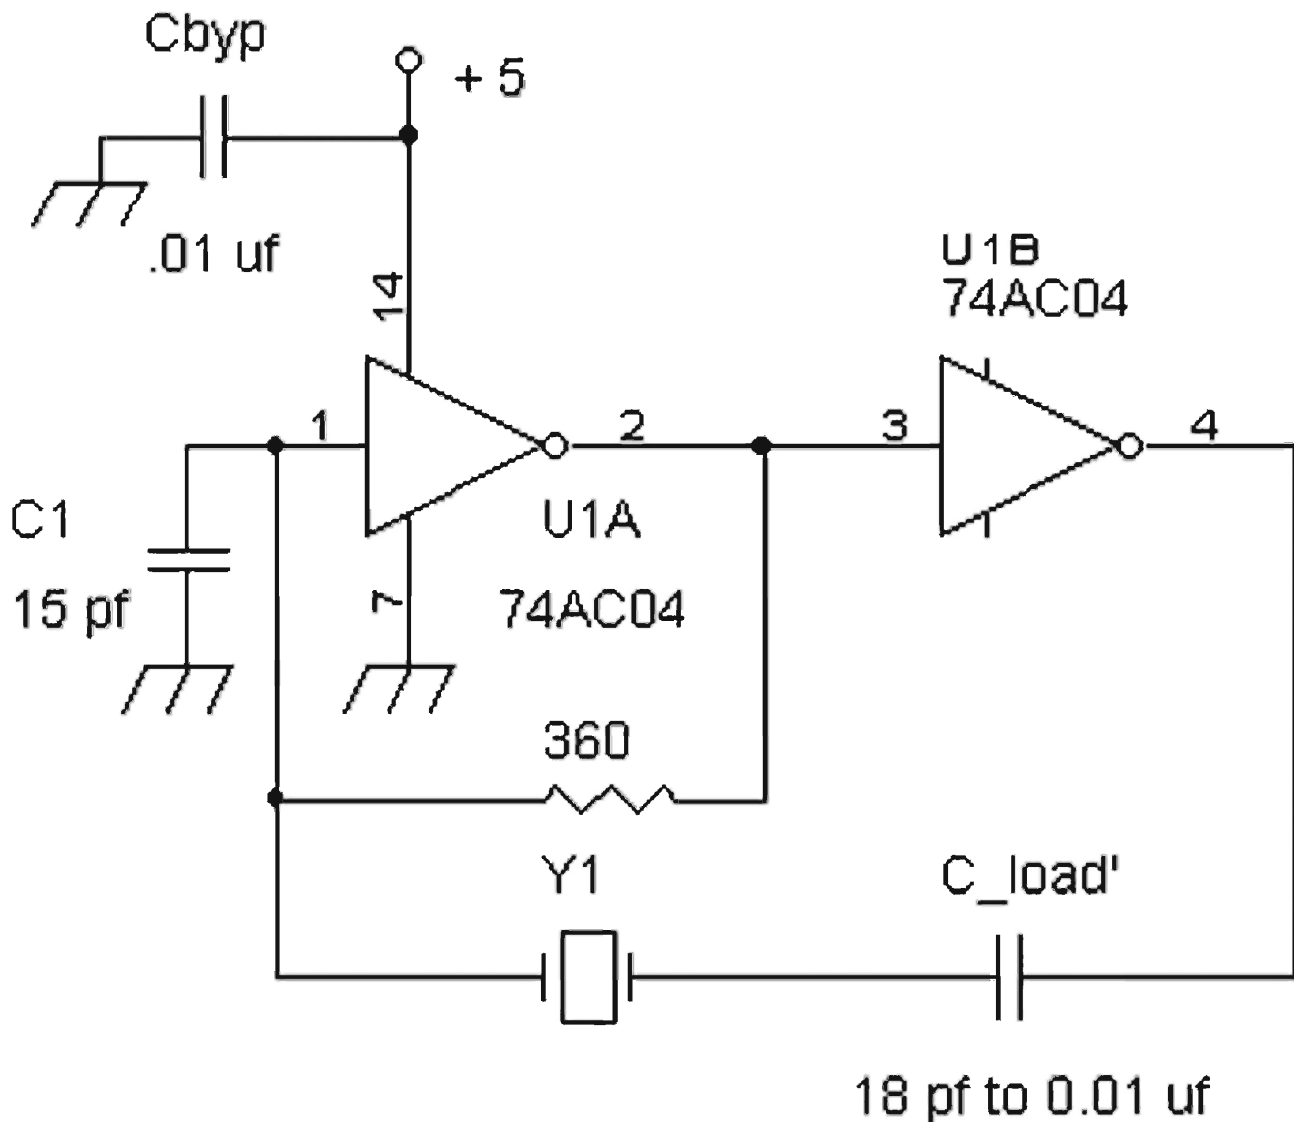 Cbyp
+ 5
.01 uf
14
U1B
74AC04
1
2
3
4
C1
15 pf
U1A
7
74AC04
360
Y1
C_load'
18 pf to 0.01 uf